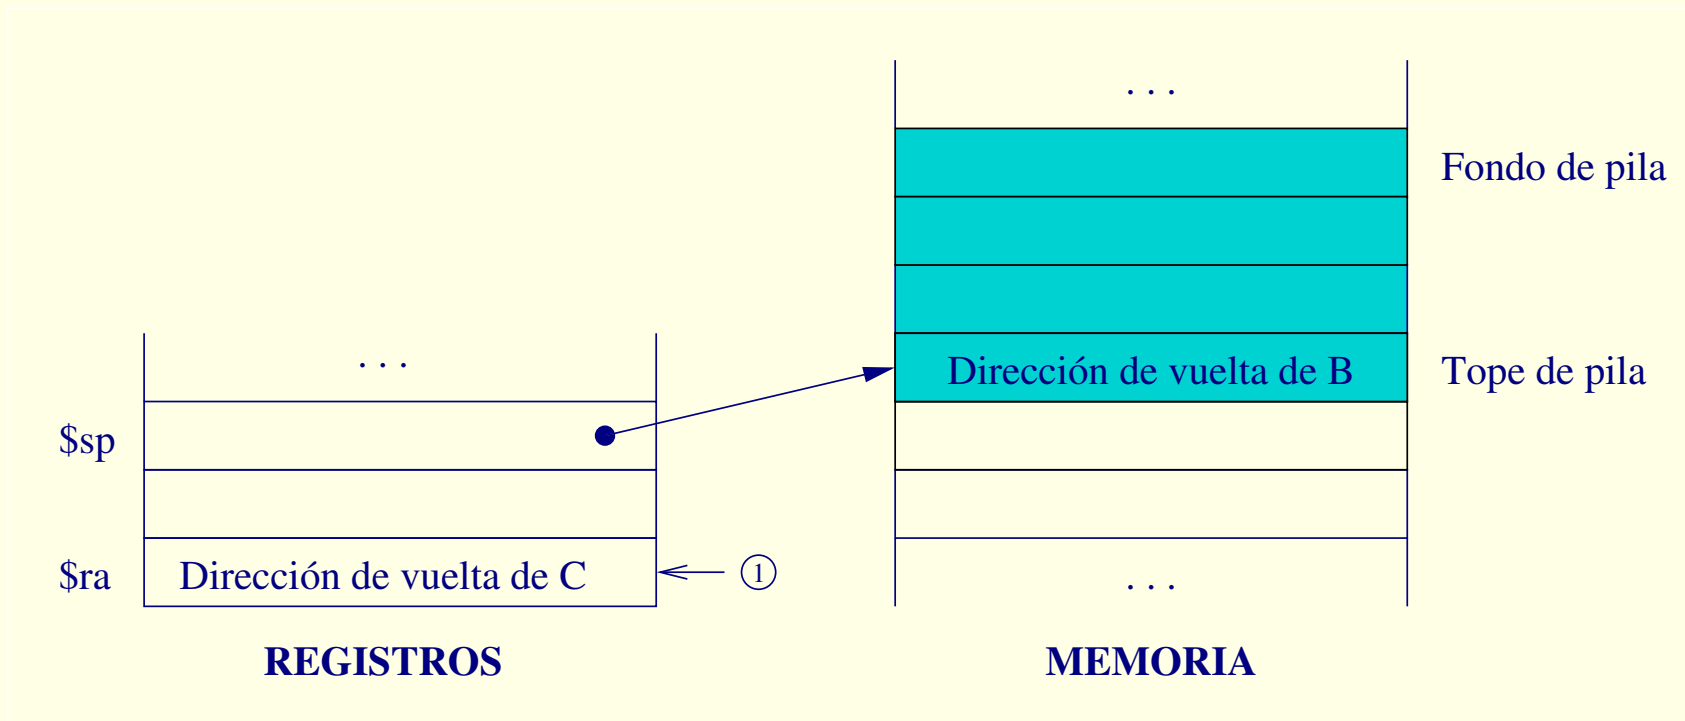 . . .
Fondo de pila
. . .
Dirección de vuelta de B
Tope de pila
$sp
$ra
Dirección de vuelta de C
1
. . .
REGISTROS
MEMORIA